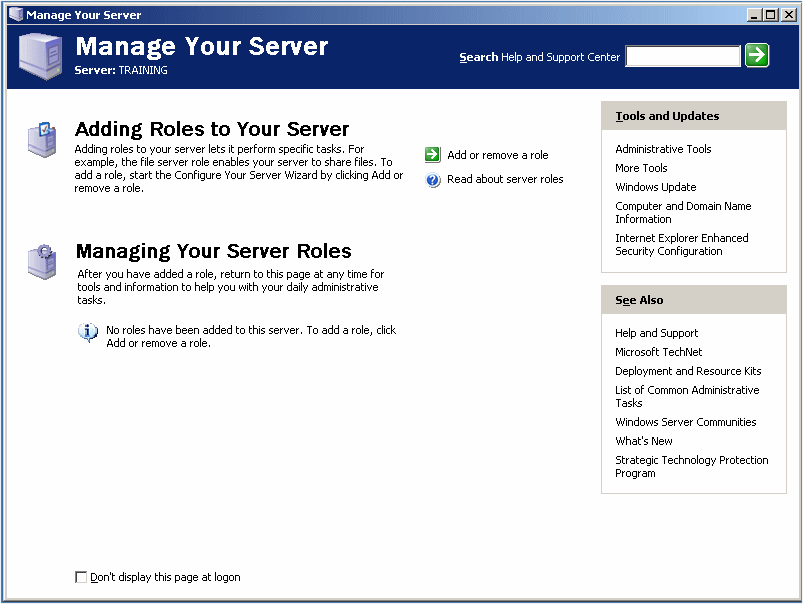 Manage Your Server
Manage Your Server
Server: TRAINING
Search Help and Support Center
Adding Roles to Your Server
Adding roles to your server lets it perform specific tasks. For
example, the file server role enables your server to share files. To
add a role, start the Configure Your Server Wizard by clicking Add or
remove a role.
Add or remove a role
Read about server roles
Managing Your Server Roles
After you have added a role, return to this page at any time for
tools and information to help you with your daily administrative
tasks.
No roles have been added to this server. To add a role, click
Add or remove a role.
Don't display this page at logon
Tools and Updates
Administrative Tools
More Tools
Windows Update
Computer and Domain Name
Information
Internet Explorer Enhanced
Security Configuration
See Also
Help and Support
Microsoft TechNet
Deployment and Resource Kits
List of Common Administrative
Tasks
Windows Server Communities
What's New
Strategic Technology Protection
Program